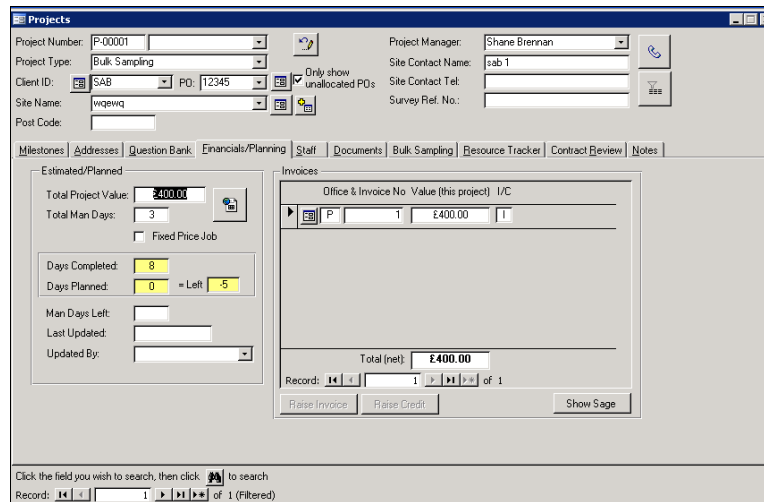 Projects
Project Number: P-00001 Project Manager: Shane Brennan
Project Type: Bulk Sampling Site Contact Name: sab 1
Client ID: SAB PO: 12345 Only show unallocated POs Site Contact Tel:
Site Name: wqewq Survey Ref. No.:
Post Code:
Milestones Addresses Question Bank Financials/Planning Staff Documents Bulk Sampling Resource Tracker Contract Review Notes
Estimated/Planned Invoices
Total Project Value: £400.00 Office & Invoice No Value (this project) I/C
Total Man Days: 3 P 1 £400.00 I
Fixed Price Job
Days Completed: 8
Days Planned: 0 = Left -5
Man Days Left:
Last Updated:
Updated By: Total (net): £400.00
Record: 1 of 1
Raise Invoice Raise Credit Show Sage
Click the field you wish to search, then click to search
Record: 1 of 1 (Filtered)